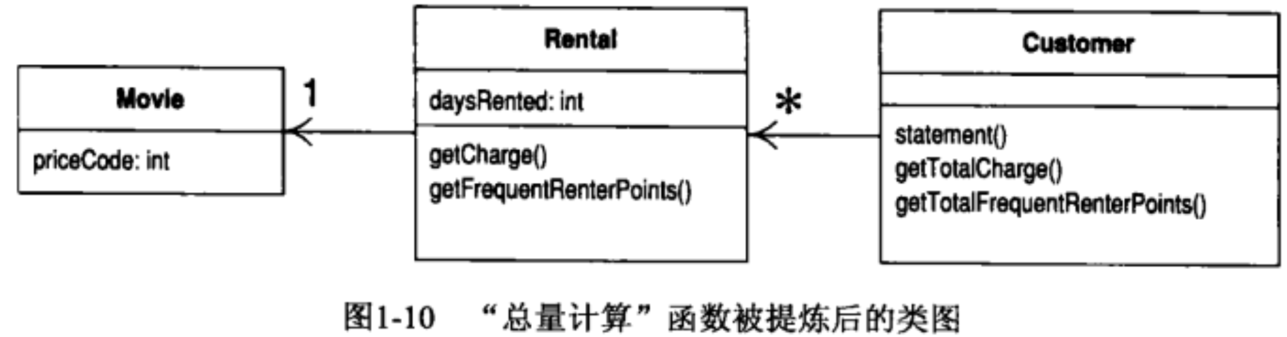 Movie
priceCode: int
1
Rental
daysRented: int
getCharge()
getFrequentRenterPoints()
*
Customer
statement()
getTotalCharge()
getTotalFrequentRenterPoints()
图1-10 “总量计算”函数被提炼后的类图